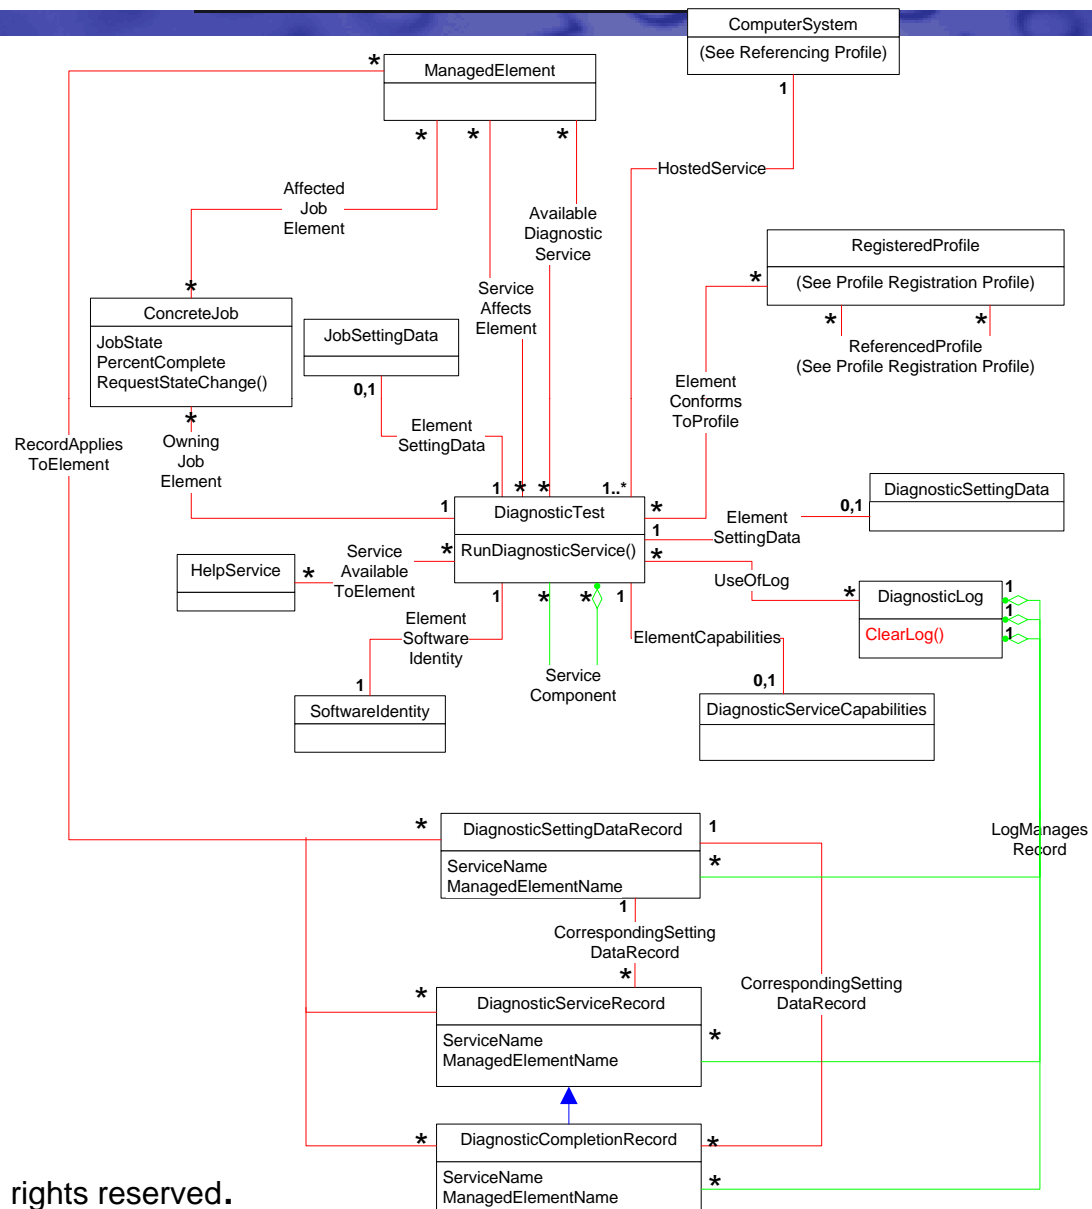 ComputerSystem
(See Referencing Profile)
1
*
ManagedElement
*
*
*
HostedService
Affected
Job
Element
Available
Diagnostic
Service
RegisteredProfile
(See Profile Registration Profile)
*
*
*
ReferencedProfile
(See Profile Registration Profile)
Service
Affects
Element
*
ConcreteJob
JobState
PercentComplete
RequestStateChange()
*
JobSettingData
0,1
Element
SettingData
Element
Conforms
ToProfile
RecordApplies
ToElement
Owning
Job
Element
1
1
*
*
1..*
*
DiagnosticTest
RunDiagnosticService()
1
Element
SettingData
0,1
DiagnosticSettingData
HelpService
*
Service
Available
ToElement
*
*
UseOfLog
*
DiagnosticLog
ClearLog()
1
1
1
1
*
*
1
Element
Software
Identity
1
SoftwareIdentity
Service
Component
ElementCapabilities
0,1
DiagnosticServiceCapabilities
LogManages
Record
*
DiagnosticSettingDataRecord
1
ServiceName
ManagedElementName
*
1
CorrespondingSetting
DataRecord
*
CorrespondingSetting
DataRecord
*
DiagnosticServiceRecord
ServiceName
ManagedElementName
*
*
DiagnosticCompletionRecord
*
ServiceName
ManagedElementName
*
rights reserved.